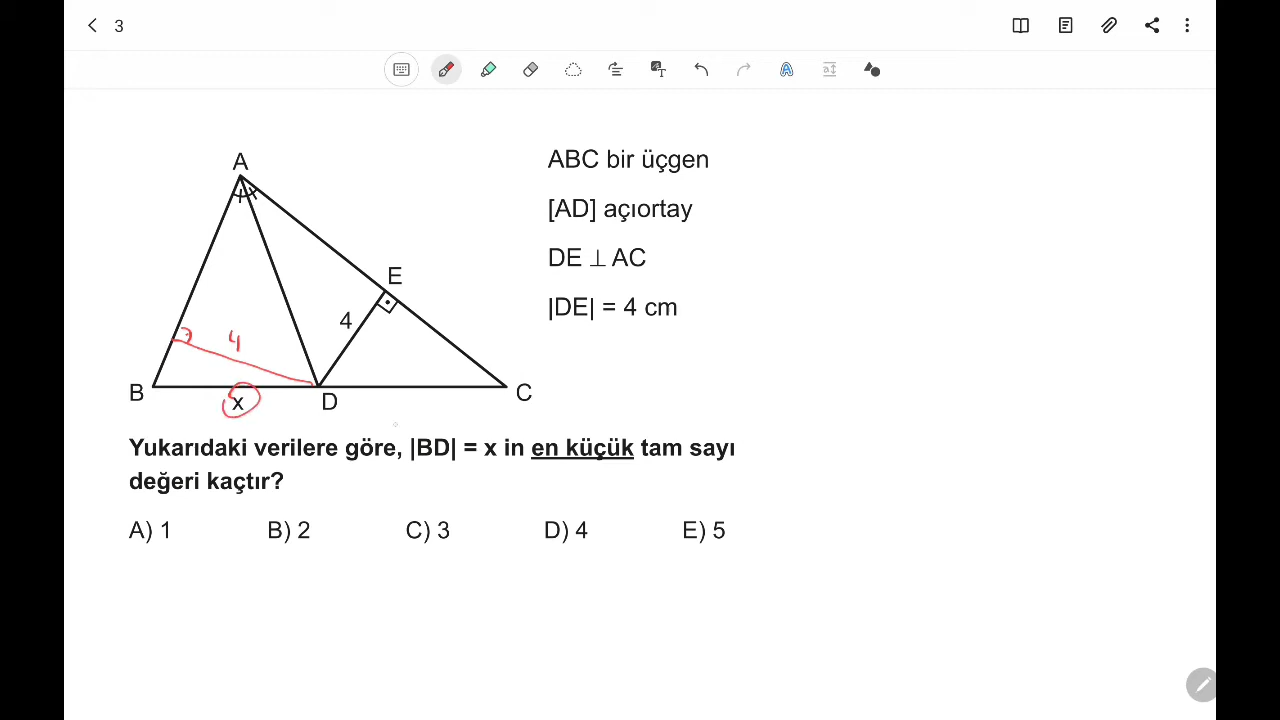 3
A
ABC bir üçgen
[AD] açıortay
DE ⊥ AC
E
|DE| = 4 cm
4
4
B
x
D
C
Yukarıdaki verilere göre, |BD| = x in en küçük tam sayı
değeri kaçtır?
A) 1 B) 2 C) 3 D) 4 E) 5